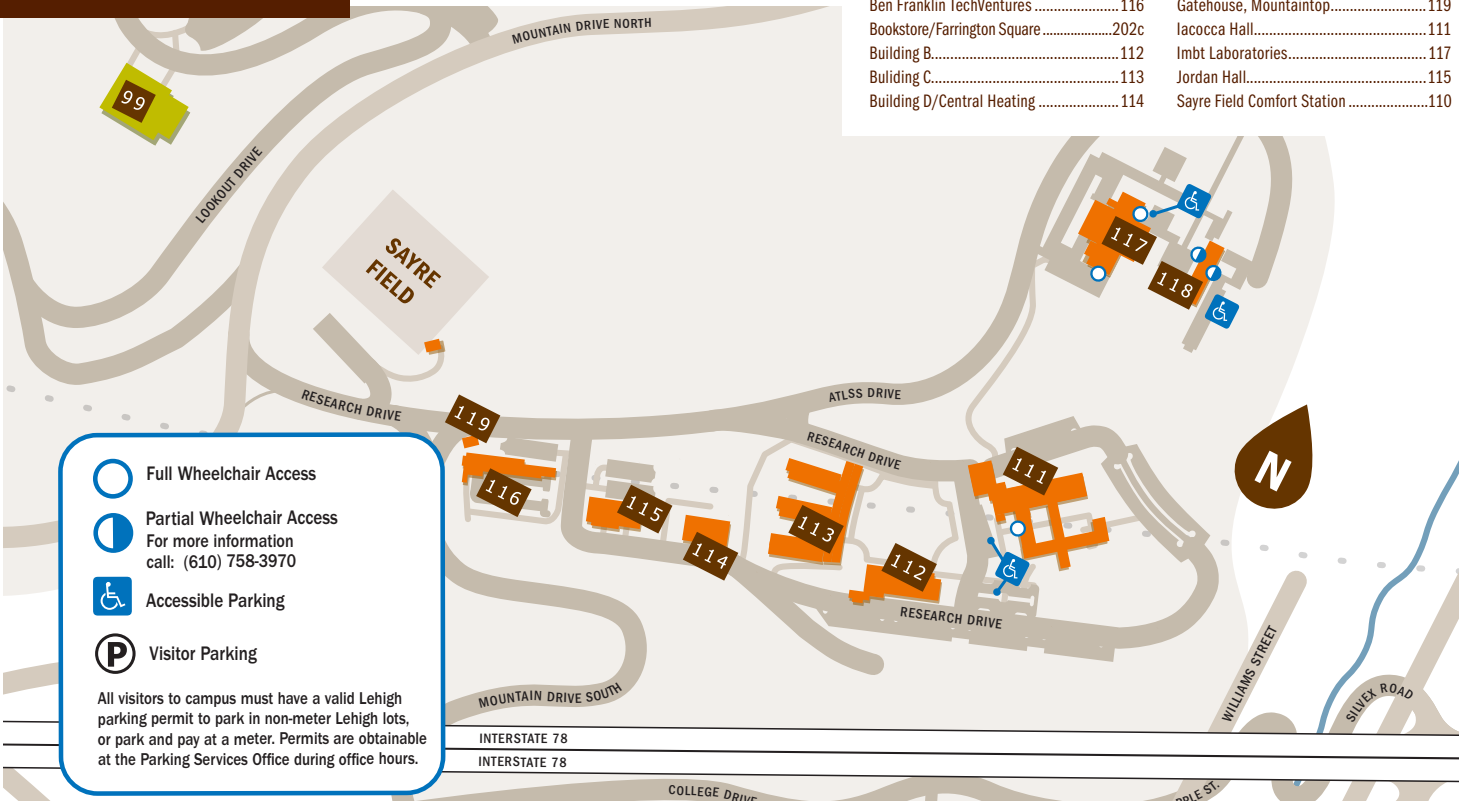 Ben Franklin TechVentures ..................... 116
Bookstore/Farrington Square ...................202c
Building B................................................. 112
Buliding C................................................. 113
Building D/Central Heating ..................... 114
Gatehouse, Mountaintop......................... 119
Iacocca Hall............................................. 111
Imbt Laboratories.................................... 117
Jordan Hall............................................... 115
Sayre Field Comfort Station .....................110
MOUNTAIN DRIVE NORTH
99
LOOKOUT DRIVE
SAYRE
FIELD
117
118
ATLSS DRIVE
RESEARCH DRIVE
119
RESEARCH DRIVE
111
N
116
115
113
114
112
RESEARCH DRIVE
Full Wheelchair Access
Partial Wheelchair Access
For more information
call: (610) 758-3970
Accessible Parking
P
Visitor Parking
All visitors to campus must have a valid Lehigh
parking permit to park in non-meter Lehigh lots,
or park and pay at a meter. Permits are obtainable
at the Parking Services Office during office hours.
MOUNTAIN DRIVE SOUTH
WILLIAMS STREET
SILVEX ROAD
INTERSTATE 78
INTERSTATE 78
COLLEGE DRIVE
PPLE ST.